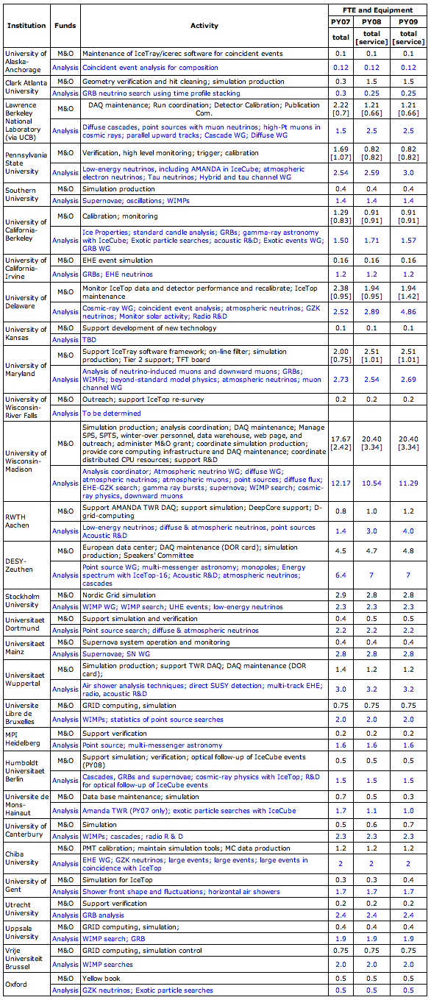 Institution Funds Activity FTE and Equipment
PY07 PY08 PY09
total total [service] total [service]
University of Alaska-Anchorage
M&O Maintenance of IceTray/icerec software for coincident events 0.1 0.1 0.1
Analysis Coincident event analysis for composition 0.12 0.12 0.12
Clark Atlanta University
M&O Geometry verification and hit cleaning; simulation production 0.3 1.5 1.5
Analysis GRB neutrino search using time profile stacking 0.3 0.25 0.25
Lawrence Berkeley National Laboratory (via UCB)
M&O DAQ maintenance; Run coordination; Detector Calibration; Publication Com. 2.22 [0.7] 1.21 [0.66] 1.21 [0.66]
Analysis Diffuse cascades, point sources with muon neutrinos; high-Pt muons in cosmic rays; parallel upward tracks; Cascade WG; Diffuse WG 1.5 2.5 2.5
Pennsylvania State University
M&O Verification, high level monitoring; trigger; calibration 1.69 [1.07] 0.82 [0.82] 0.82 [0.82]
Analysis Low-energy neutrinos, including AMANDA in IceCube; atmospheric electron neutrinos; Tau neutrinos; Hybrid and tau channel WG 2.54 2.59 3.0
Southern University
M&O Simulation production 0.4 0.4 0.4
Analysis Supernovae; oscillations; WIMPs 1.4 1.4 1.4
University of California-Berkeley
M&O Calibration; monitoring 1.29 [0.83] 0.91 [0.91] 0.91 [0.91]
Analysis Ice Properties; standard candle analysis; GRBs; gamma-ray astronomy with IceCube; Exotic particle searches; acoustic R&D; Exotic events WG; GRB WG 1.50 1.71 1.57
University of California-Irvine
M&O EHE event simulation 0.16 0.16 0.16
Analysis GRBs; EHE neutrinos 1.2 1.2 1.2
University of Delaware
M&O Monitor IceTop data and detector performance and recalibrate; IceTop maintenance 2.38 [0.95] 1.94 [0.95] 1.94 [1.42]
Analysis Cosmic-ray WG; coincident event analysis; atmospheric neutrinos; GZK neutrinos; Monitor solar activity; Radio R&D 2.52 2.89 4.86
University of Kansas
M&O Support development of new technology 0.1 0.1 0.1
Analysis TBD
University of Maryland
M&O Support IceTray software framework; on-line filter; simulation production; Tier 2 support; TFT board 2.00 [0.75] 2.51 [1.01] 2.51 [1.01]
Analysis Analysis of neutrino-induced muons and downward muons; GRBs; WIMPs; beyond-standard model physics; atmospheric neutrinos; muon channel WG 2.73 2.54 2.69
University of Wisconsin-River Falls
M&O Outreach; support IceTop re-survey 0.2 0.2 0.2
Analysis To be determined
University of Wisconsin-Madison
M&O Simulation production; analysis coordination; DAQ maintenance; Manage SPS, SPTS, winter-over personnel, data warehouse, web page, and outreach; administer M&O grant; coordinate simulation production; provide core computing infrastructure and DAQ maintenance; coordinate distributed CPU resources; support R&D 17.67 [2.42] 20.40 [3.34] 20.40 [3.34]
Analysis Analysis coordinator; Atmospheric neutrino WG; diffuse WG; atmospheric neutrinos; atmospheric muons; point sources; diffuse flux; EHE-GZK search; gamma ray bursts; supernova; WIMP search; cosmic-ray physics, downward muons 12.17 10.54 11.29
RWTH Aachen
M&O Support AMANDA TWR DAQ; support simulation; DeepCore support; D-grid-computing 0.8 1.0 1.2
Analysis Low-energy neutrinos; diffuse & atmospheric neutrinos, point sources Acoustic R&D 1.4 3.0 4.0
DESY-Zeuthen
M&O European data center; DAQ maintenance (DOR card); simulation production; Speakers' Committee 4.5 4.7 4.8
Analysis Point source WG; multi-messenger astronomy; monopoles; Energy spectrum with IceTop-16; Acoustic R&D; atmospheric neutrinos; cascades 6.4 7 7
Stockholm University
M&O Nordic Grid simulation 2.9 2.8 2.8
Analysis WIMP WG; WIMP search; UHE events; low-energy neutrinos 2.3 2.3 2.3
Universitaet Dortmund
M&O Support simulation and verification 0.4 0.5 0.5
Analysis Point source search; diffuse & atmospheric neutrinos 2.2 2.2 2.2
Universitaet Mainz
M&O Supernova system operation and monitoring 0.4 0.4 0.4
Analysis Supernovae; SN WG 2.8 2.8 2.8
Universitaet Wuppertal
M&O Simulation production; support TWR DAQ; DAQ maintenance (DOR card); 1.4 1.2 1.2
Analysis Air shower analysis techniques; direct SUSY detection; multi-track EHE; radio, acoustic R&D 3.0 3.2 3.2
Universite Libre de Bruxelles
M&O GRID computing, simulation 0.75 0.75 0.75
Analysis WIMPs; statistics of point source searches 2.0 2.0 2.0
MPI Heidelberg
M&O Support verification 0.2 0.2 0.2
Analysis Point source; multi-messenger astronomy 1.6 1.6 1.6
Humboldt Universitaet Berlin
M&O Support simulation; verification; optical follow-up of IceCube events (PY08) 0.5 0.5 0.5
Analysis Cascades, GRBs and supernovae; cosmic-ray physics with IceTop; R&D for optical follow-up of IceCube events 1.5 1.5 1.5
Universite de Mons-Hainaut
M&O Data base maintenance; simulation 0.7 0.5 0.3
Analysis Amanda TWR (PY07 only); exotic particle searches with IceCube 1.7 1.1 1.0
University of Canterbury
M&O Simulation 0.5 0.6 0.7
Analysis WIMPs; cascades; radio R & D 2.3 2.3 2.3
Chiba University
M&O PMT calibration; maintain simulation tools; MC data production 1.2 1.2 1.2
Analysis EHE WG; GZK neutrinos; large events; large events; large events in coincidence with IceTop 2 2 2
University of Gent
M&O Simulation for IceTop 0.3 0.3 0.4
Analysis Shower front shape and fluctuations; horizontal air showers 1.7 1.7 1.7
Utrecht University
M&O Support verification 0.2 0.2 0.2
Analysis GRB analysis 2.4 2.4 2.4
Uppsala University
M&O GRID computing, simulation; 0.4 0.4 0.4
Analysis WIMP search; GRB 1.9 1.9 1.9
Vrije Universiteit Brussel
M&O GRID computing, simulation control 0.75 0.75 0.75
Analysis WIMP searches 2.0 2.0 2.0
Oxford
M&O Yellow book 0.5 0.5 0.5
Analysis GZK neutrinos; Exotic particle searches 0.5 0.5 0.5